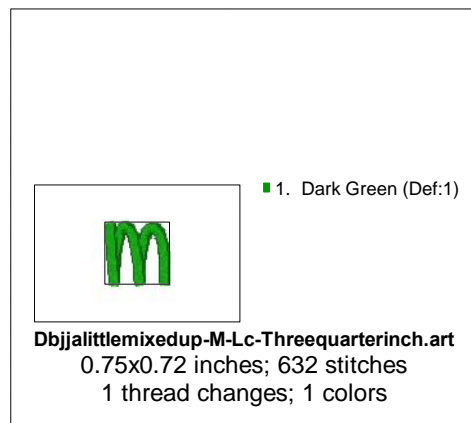 1. Dark Green (Def:1)
m
Dbjjalittlemixedup-M-Lc-Threequarterinch.art
0.75x0.72 inches; 632 stitches
1 thread changes; 1 colors